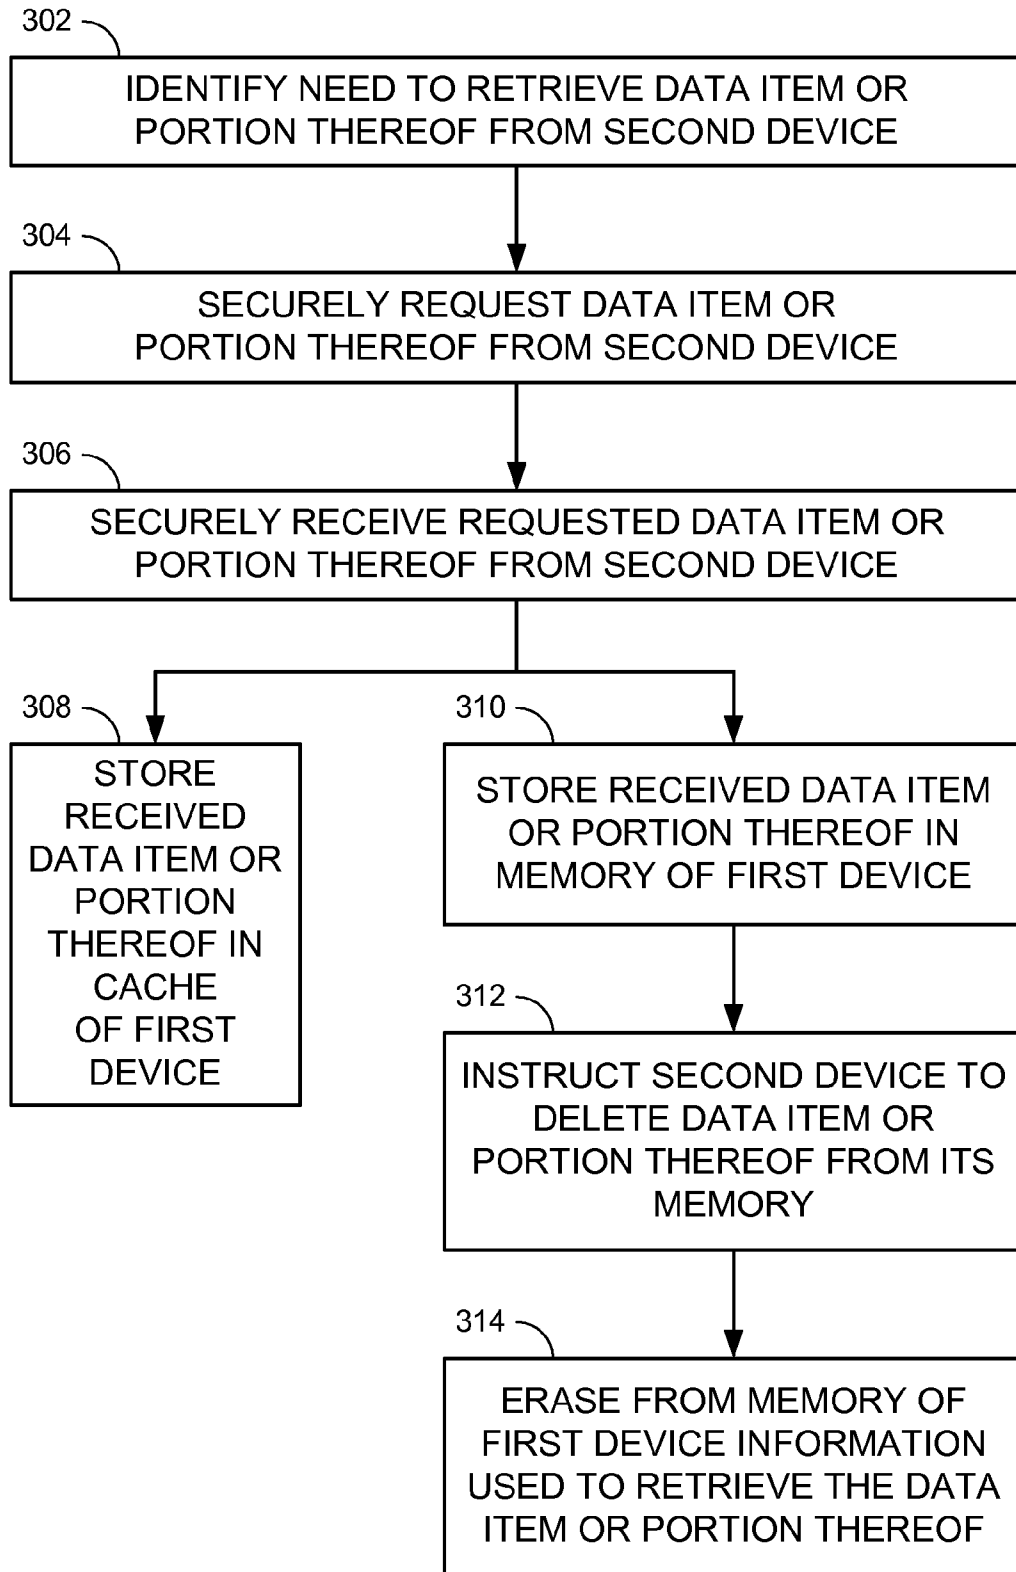 302
IDENTIFY NEED TO RETRIEVE DATA ITEM OR
PORTION THEREOF FROM SECOND DEVICE
304
SECURELY REQUEST DATA ITEM OR
PORTION THEREOF FROM SECOND DEVICE
306
SECURELY RECEIVE REQUESTED DATA ITEM OR
PORTION THEREOF FROM SECOND DEVICE
308
STORE
RECEIVED
DATA ITEM OR
PORTION
THEREOF IN
CACHE
OF FIRST
DEVICE
310
STORE RECEIVED DATA ITEM
OR PORTION THEREOF IN
MEMORY OF FIRST DEVICE
312
INSTRUCT SECOND DEVICE TO
DELETE DATA ITEM OR
PORTION THEREOF FROM ITS
MEMORY
314
ERASE FROM MEMORY OF
FIRST DEVICE INFORMATION
USED TO RETRIEVE THE DATA
ITEM OR PORTION THEREOF